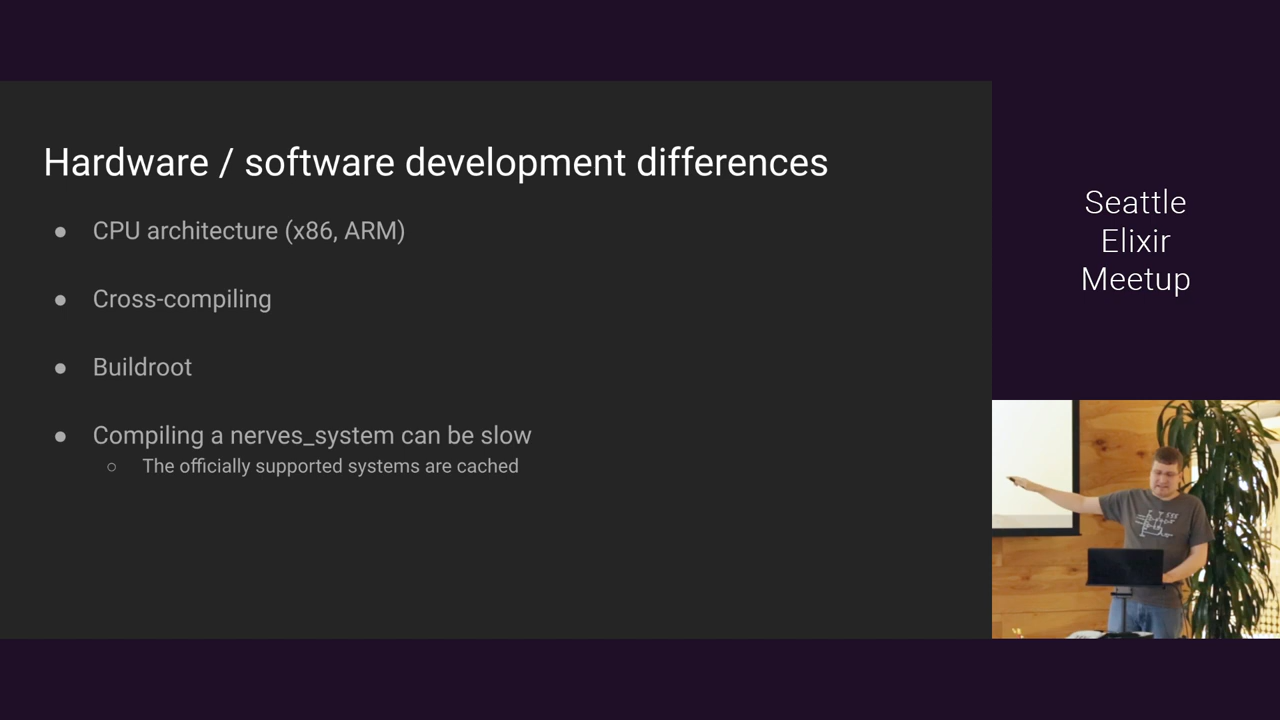 Hardware / software development differences
● CPU architecture (x86, ARM)
● Cross-compiling
● Buildroot
● Compiling a nerves_system can be slow
○ The officially supported systems are cached
Seattle
Elixir
Meetup